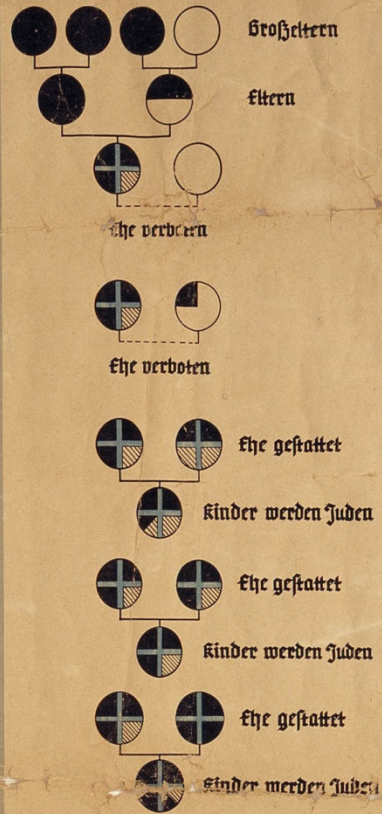 Großeltern
Eltern
Ehe verboten
Ehe verboten
Ehe gestattet
Kinder werden Juden
Ehe gestattet
Kinder werden Juden
Ehe gestattet
Kinder werden Juden